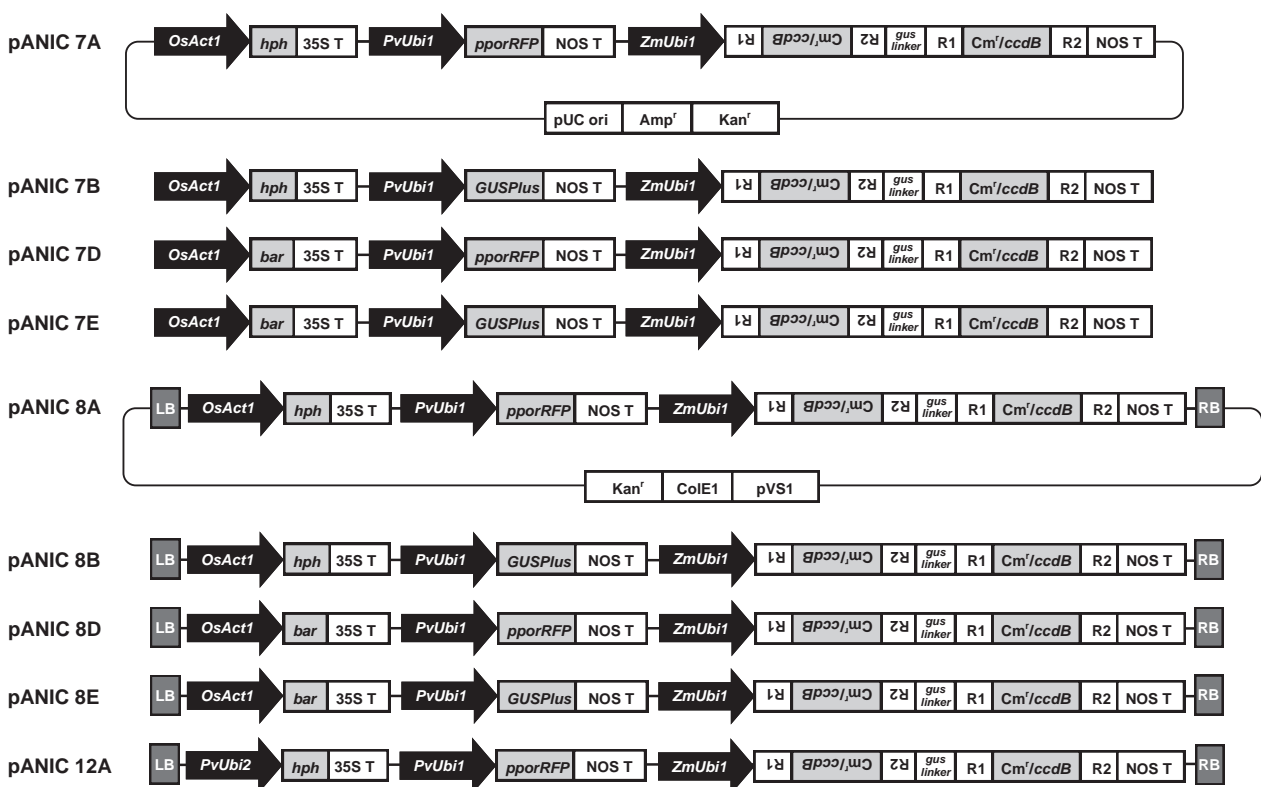 pANIC 7A OsAct1 hph 35S T PvUbi1 pporRFP NOS T ZmUbi1 R1 Cmʳ/ccdB R2 gus linker R1 Cmʳ/ccdB R2 NOS T
pUC ori Ampʳ Kanʳ
pANIC 7B OsAct1 hph 35S T PvUbi1 GUSPlus NOS T ZmUbi1 R1 Cmʳ/ccdB R2 gus linker R1 Cmʳ/ccdB R2 NOS T
pANIC 7D OsAct1 bar 35S T PvUbi1 pporRFP NOS T ZmUbi1 R1 Cmʳ/ccdB R2 gus linker R1 Cmʳ/ccdB R2 NOS T
pANIC 7E OsAct1 bar 35S T PvUbi1 GUSPlus NOS T ZmUbi1 R1 Cmʳ/ccdB R2 gus linker R1 Cmʳ/ccdB R2 NOS T
pANIC 8A LB OsAct1 hph 35S T PvUbi1 pporRFP NOS T ZmUbi1 R1 Cmʳ/ccdB R2 gus linker R1 Cmʳ/ccdB R2 NOS T RB
Kanʳ ColE1 pVS1
pANIC 8B LB OsAct1 hph 35S T PvUbi1 GUSPlus NOS T ZmUbi1 R1 Cmʳ/ccdB R2 gus linker R1 Cmʳ/ccdB R2 NOS T RB
pANIC 8D LB OsAct1 bar 35S T PvUbi1 pporRFP NOS T ZmUbi1 R1 Cmʳ/ccdB R2 gus linker R1 Cmʳ/ccdB R2 NOS T RB
pANIC 8E LB OsAct1 bar 35S T PvUbi1 GUSPlus NOS T ZmUbi1 R1 Cmʳ/ccdB R2 gus linker R1 Cmʳ/ccdB R2 NOS T RB
pANIC 12A LB PvUbi2 hph 35S T PvUbi1 pporRFP NOS T ZmUbi1 R1 Cmʳ/ccdB R2 gus linker R1 Cmʳ/ccdB R2 NOS T RB